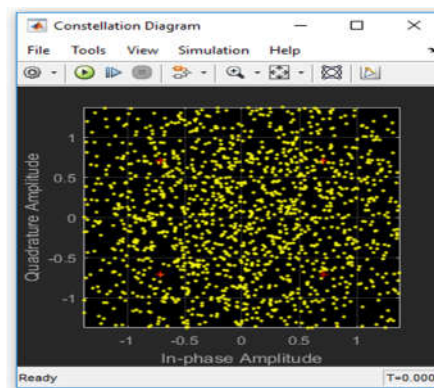 Constellation Diagram
File Tools View Simulation Help
Quadrature Amplitude
1
0.5
0
-0.5
-1
-1 -0.5 0 0.5 1
In-phase Amplitude
Ready T=0.000